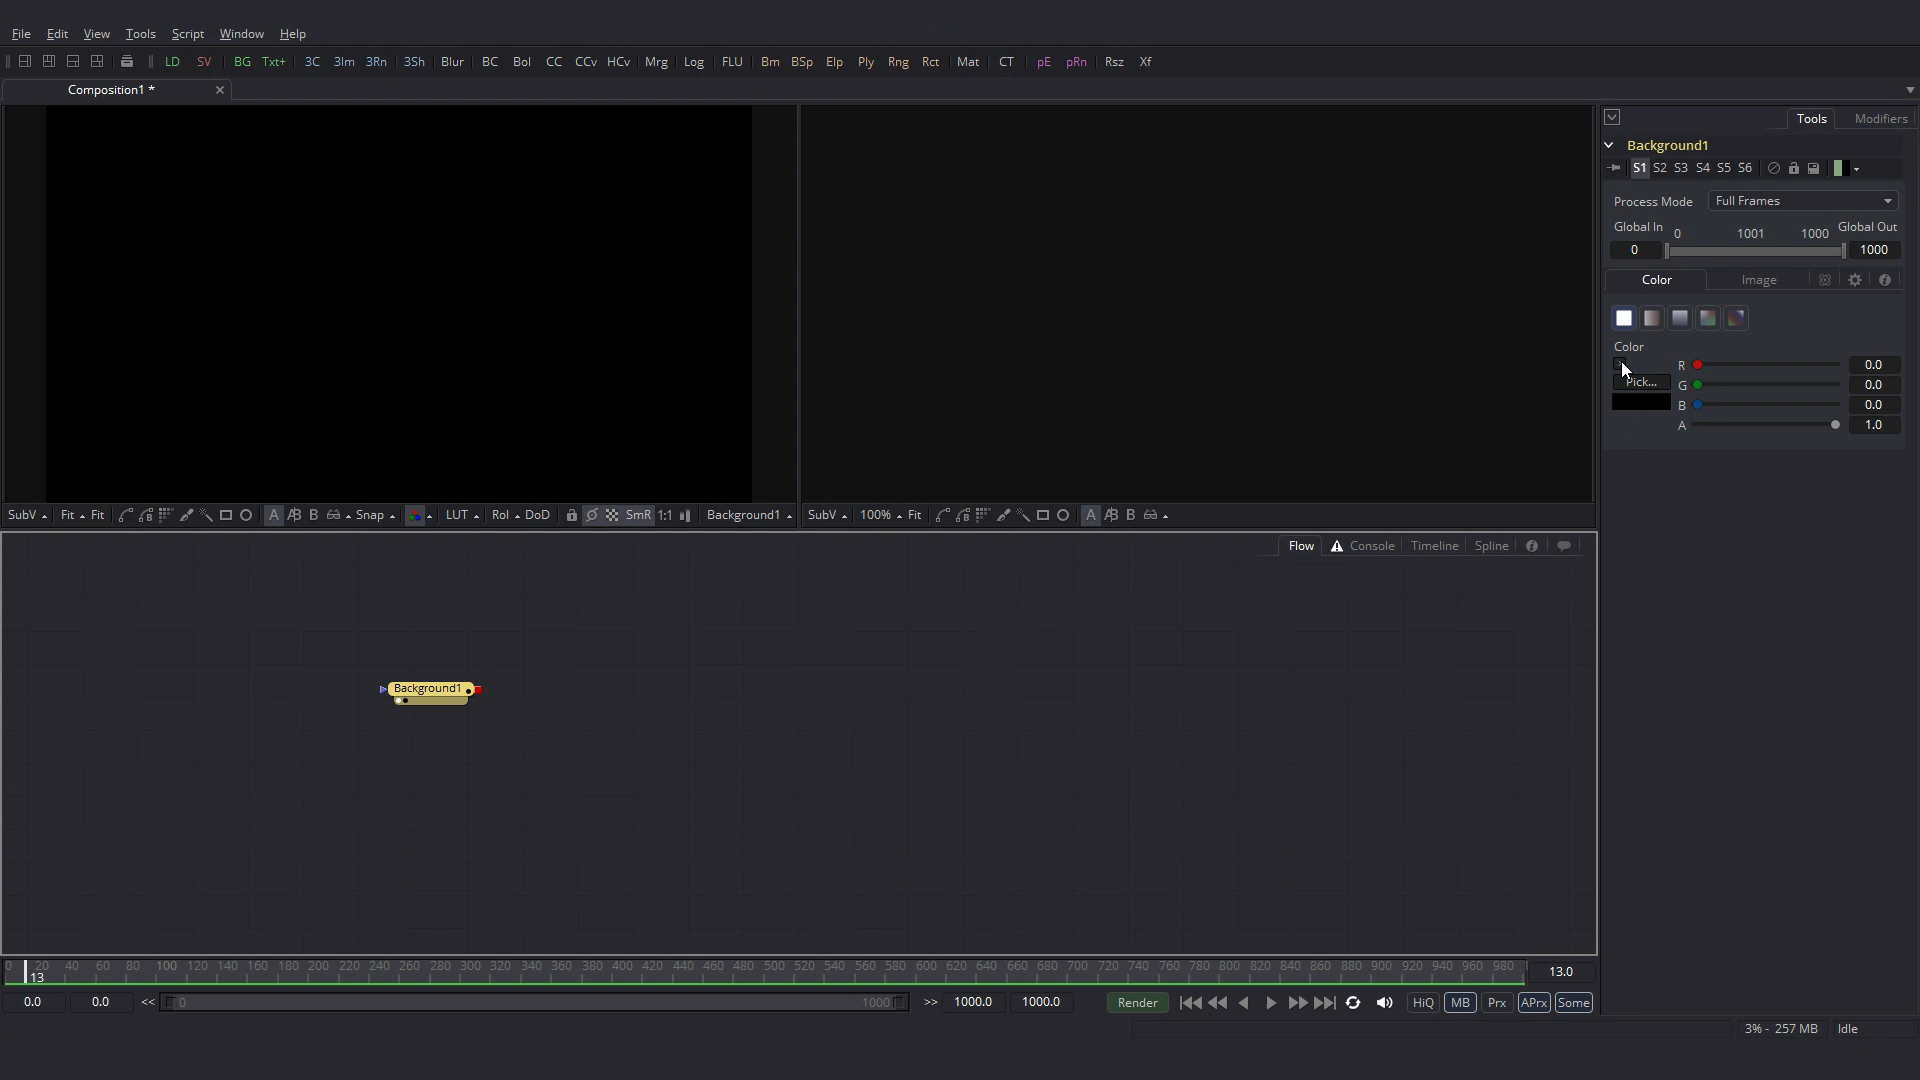 File Edit View Tools Script Window Help
LD SV BG Txt+ 3C 3Im 3Rn 3Sh Blur BC Bol CC CCv HCv Mrg Log FLU Bm BSp Elp Ply Rng Rct Mat CT pE pRn Rsz Xf
Composition1 *
Tools Modifiers
Background1
S1 S2 S3 S4 S5 S6
Process Mode Full Frames
Global In 0 1001 1000 Global Out
0 1000
Color Image
Color
R 0.0
Pick...
G 0.0
B 0.0
A 1.0
SubV Fit Fit A A|B B Snap LUT RoI DoD SmR 1:1 Background1
SubV 100% Fit A A|B B
Flow Console Timeline Spline
Background1
0 20 40 60 80 100 120 140 160 180 200 220 240 260 280 300 320 340 360 380 400 420 440 460 480 500 520 540 560 580 600 620 640 660 680 700 720 740 760 780 800 820 840 860 880 900 920 940 960 980
13
13.0
0.0 0.0 << 0 1000 >> 1000.0 1000.0 Render HiQ MB Prx APrx Some
3% - 257 MB Idle